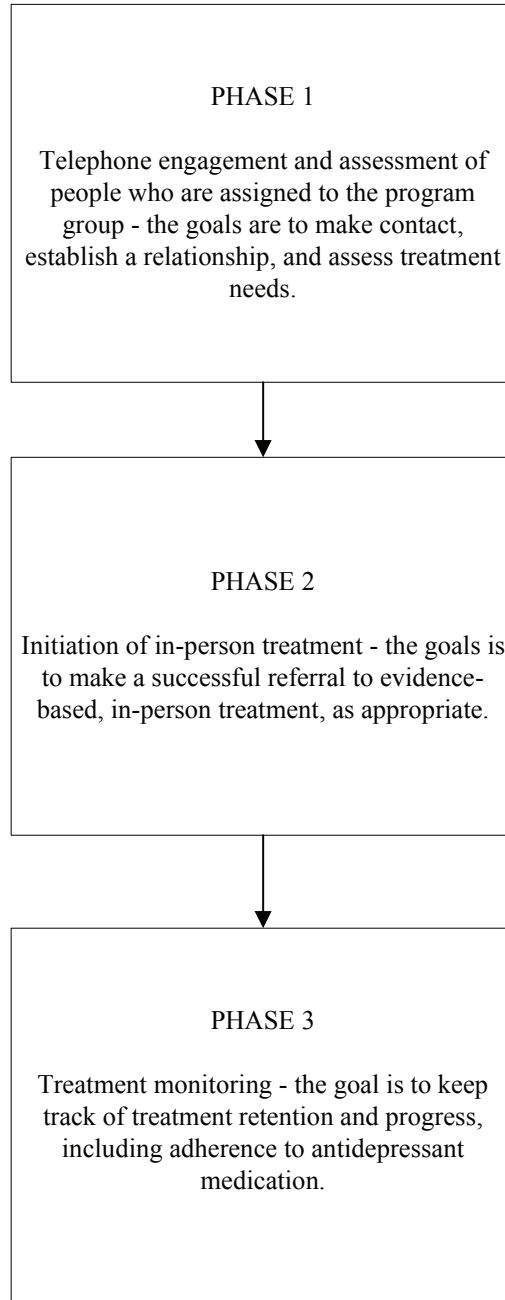 PHASE 1
Telephone engagement and assessment of
people who are assigned to the program
group - the goals are to make contact,
establish a relationship, and assess treatment
needs.
PHASE 2
Initiation of in-person treatment - the goals is
to make a successful referral to evidence-
based, in-person treatment, as appropriate.
PHASE 3
Treatment monitoring - the goal is to keep
track of treatment retention and progress,
including adherence to antidepressant
medication.